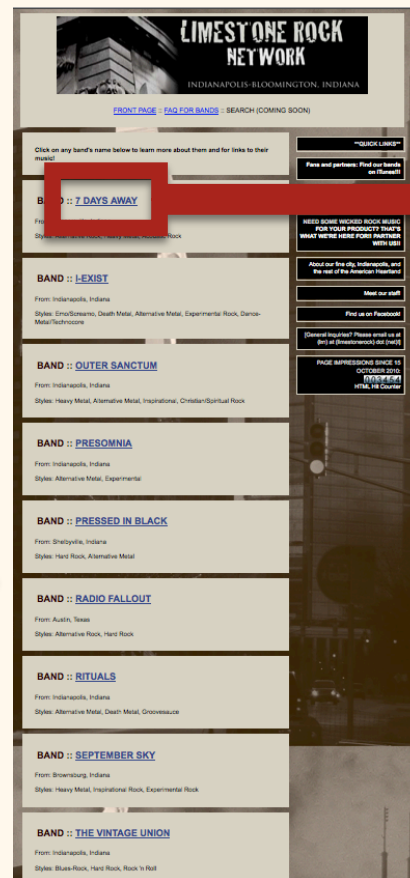 LIMESTONE ROCK
NETWORK
INDIANAPOLIS-BLOOMINGTON, INDIANA
FRONT PAGE :: FAQ FOR BANDS :: SEARCH (COMING SOON)
Click on any band's name below to learn more about them and for links to their
music!
BAND :: 7 DAYS AWAY
Rock
BAND :: I-EXIST
From: Indianapolis, Indiana
Styles: Emo/Screamo, Death Metal, Alternative Metal, Experimental Rock, Dance-
Metal/Technocore
BAND :: OUTER SANCTUM
From: Indianapolis, Indiana
Styles: Heavy Metal, Alternative Metal, Inspirational, Christian/Spiritual Rock
BAND :: PRESOMNIA
From: Indianapolis, Indiana
Styles: Alternative Metal, Experimental
BAND :: PRESSED IN BLACK
From: Shelbyville, Indiana
Styles: Hard Rock, Alternative Metal
BAND :: RADIO FALLOUT
From: Austin, Texas
Styles: Alternative Rock, Hard Rock
BAND :: RITUALS
From: Indianapolis, Indiana
Styles: Alternative Metal, Death Metal, Groovesauce
BAND :: SEPTEMBER SKY
From: Brownsburg, Indiana
Styles: Heavy Metal, Inspirational Rock, Experimental Rock
BAND :: THE VINTAGE UNION
From: Indianapolis, Indiana
Styles: Blues-Rock, Hard Rock, Rock 'n Roll
**QUICK LINKS**
Fans and partners: Find our bands
on iTunes!!!
NEED SOME WICKED ROCK MUSIC
FOR YOUR PRODUCT? THAT'S
WHAT WE'RE HERE FOR!! PARTNER
WITH US!!
About our fine city, Indianapolis, and
the rest of the American Heartland
Meet our staff!
Find us on Facebook!
[General inquiries? Please email us at
(lrn) at (limestonerock) dot (net)!]
PAGE IMPRESSIONS SINCE 15
OCTOBER 2010:
003454
HTML Hit Counter